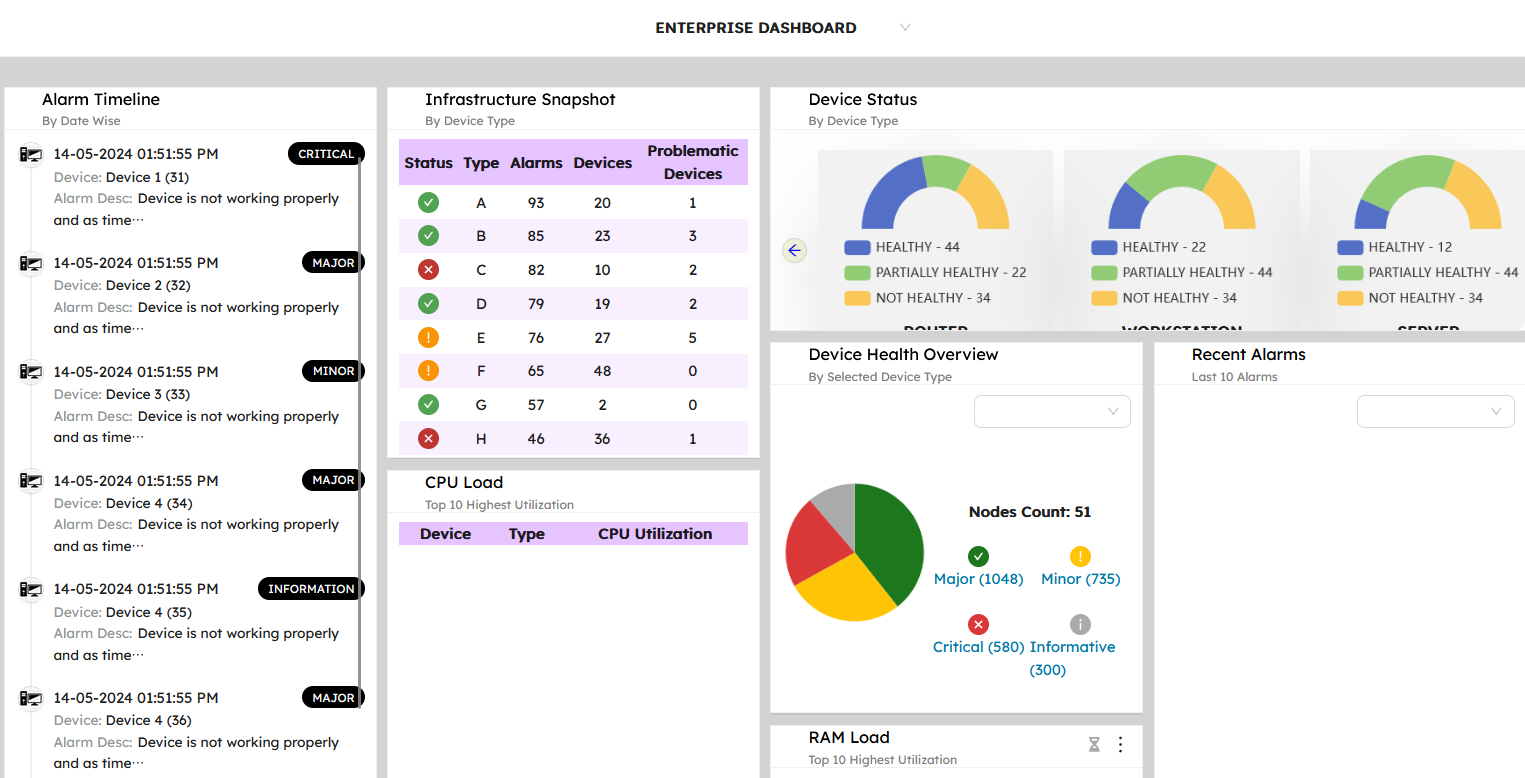 ENTERPRISE DASHBOARD
Alarm Timeline
By Date Wise
14-05-2024 01:51:55 PM CRITICAL
Device: Device 1 (31)
Alarm Desc: Device is not working properly
and as time···
14-05-2024 01:51:55 PM MAJOR
Device: Device 2 (32)
Alarm Desc: Device is not working properly
and as time···
14-05-2024 01:51:55 PM MINOR
Device: Device 3 (33)
Alarm Desc: Device is not working properly
and as time···
14-05-2024 01:51:55 PM MAJOR
Device: Device 4 (34)
Alarm Desc: Device is not working properly
and as time···
14-05-2024 01:51:55 PM INFORMATION
Device: Device 4 (35)
Alarm Desc: Device is not working properly
and as time···
14-05-2024 01:51:55 PM MAJOR
Device: Device 4 (36)
Alarm Desc: Device is not working properly
and as time···
Infrastructure Snapshot
By Device Type
Status Type Alarms Devices Problematic
Devices
A 93 20 1
B 85 23 3
C 82 10 2
D 79 19 2
E 76 27 5
F 65 48 0
G 57 2 0
H 46 36 1
CPU Load
Top 10 Highest Utilization
Device Type CPU Utilization
Device Status
By Device Type
HEALTHY - 44
PARTIALLY HEALTHY - 22
NOT HEALTHY - 34
ROUTER
HEALTHY - 22
PARTIALLY HEALTHY - 44
NOT HEALTHY - 34
WORKSTATION
HEALTHY - 12
PARTIALLY HEALTHY - 44
NOT HEALTHY - 34
SERVER
Device Health Overview
By Selected Device Type
Nodes Count: 51
Major (1048) Minor (735)
Critical (580) Informative
(300)
RAM Load
Top 10 Highest Utilization
Recent Alarms
Last 10 Alarms